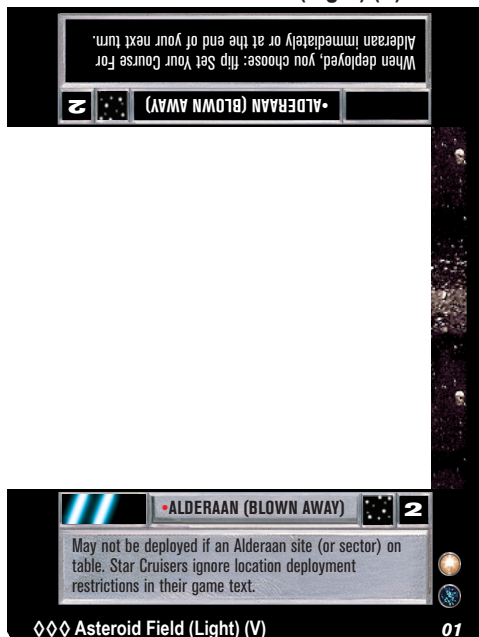 When deployed, you choose: flip Set Your Course For
Alderaan immediately or at the end of your next turn.
•ALDERAAN (BLOWN AWAY)
2
•ALDERAAN (BLOWN AWAY) 2
May not be deployed if an Alderaan site (or sector) on
table. Star Cruisers ignore location deployment
restrictions in their game text.
◊◊◊ Asteroid Field (Light) (V) 01